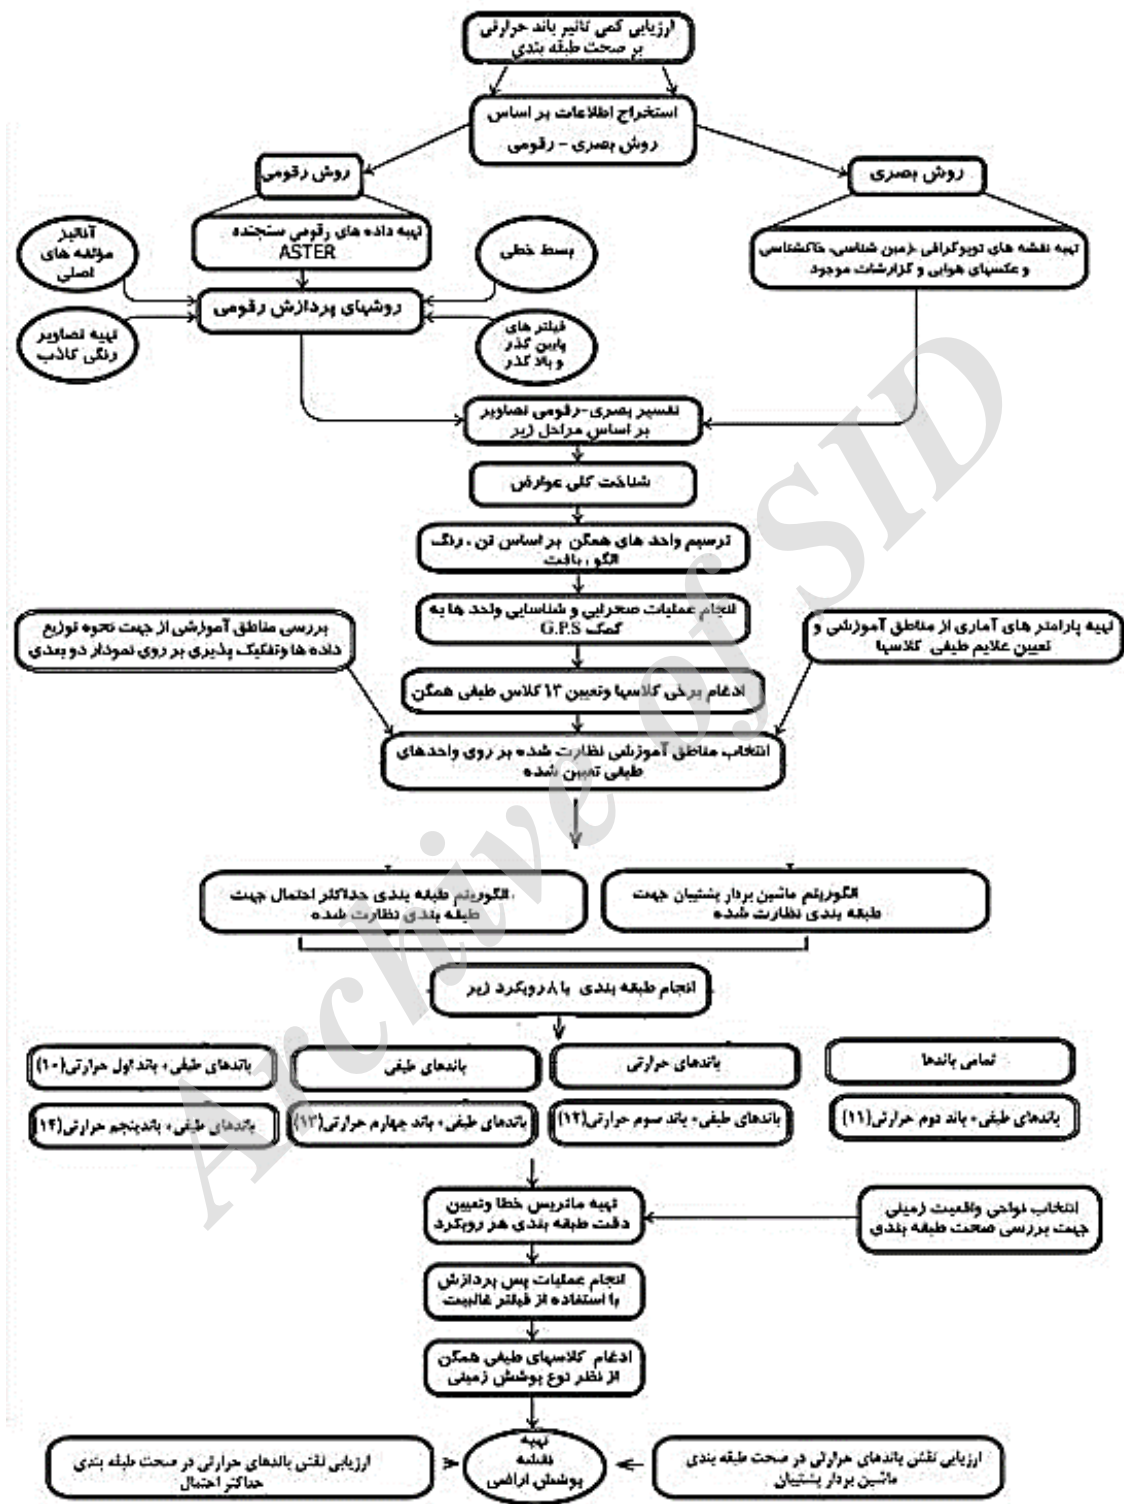 ارزیابی کمی تاثیر باند حرارتی
بر صحت طبقه بندی
استخراج اطلاعات بر اساس
روش بصری - رقومی
روش بصری
روش رقومی
تهیه نقشه های توپوگرافی ،زمین شناسی، خاکشناسی
و عکسهای هوایی و گزارشات موجود
تهیه داده های رقومی سنجنده
ASTER
بسط خطی
آنالیز
مؤلفه های
اصلی
روشهای پردازش رقومی
فیلتر های
پایین گذر
و بالا گذر
تهیه تصاویر
رنگی کاذب
تفسیر بصری-رقومی تصاویر
بر اساس مراحل زیر
شناخت کلی عوارض
ترسیم واحد های همگن بر اساس تن ، رنگ
الگو ، بافت
انجام عملیات صحرایی و شناسایی واحد ها به
کمک G.P.S
تهیه پارامتر های آماری از مناطق آموزشی و
تعیین علایم طیفی کلاسها
بررسی مناطق آموزشی از جهت نحوه توزیع
داده ها وتفکیک پذیری بر روی نمودار دو بعدی
ادغام برخی کلاسها وتعیین ۱۳ کلاس طیفی همگن
انتخاب مناطق آموزشی نظارت شده بر روی واحدهای
طیفی تعیین شده
الگوریتم ماشین بردار پشتیبان جهت
طبقه بندی نظارت شده
الگوریتم طبقه بندی حداکثر احتمال جهت
طبقه بندی نظارت شده
انجام طبقه بندی با ۸ رویکرد زیر
تمامی باندها
باندهای حرارتی
باندهای طیفی
باندهای طیفی+ باند اول حرارتی(۱۰)
باندهای طیفی+ باند دوم حرارتی(۱۱)
باندهای طیفی+ باند سوم حرارتی(۱۲)
باندهای طیفی+ باند چهارم حرارتی(۱۳)
باندهای طیفی+ باندپنجم حرارتی(۱۴)
تهیه ماتریس خطا وتعیین
دقت طبقه بندی هر رویکرد
انتخاب نواحی واقعیت زمینی
جهت بررسی صحت طبقه بندی
انجام عملیات پس پردازش
با استفاده از فیلتر غالبیت
ادغام کلاسهای طیفی همگن
از نظر نوع پوشش زمینی
تهیه
نقشه
پوشش اراضی
ارزیابی نقش باندهای حرارتی در صحت طبقه بندی
ماشین بردار پشتیبان
ارزیابی نقش باندهای حرارتی در صحت طبقه بندی
حداکثر احتمال
Archive of SID